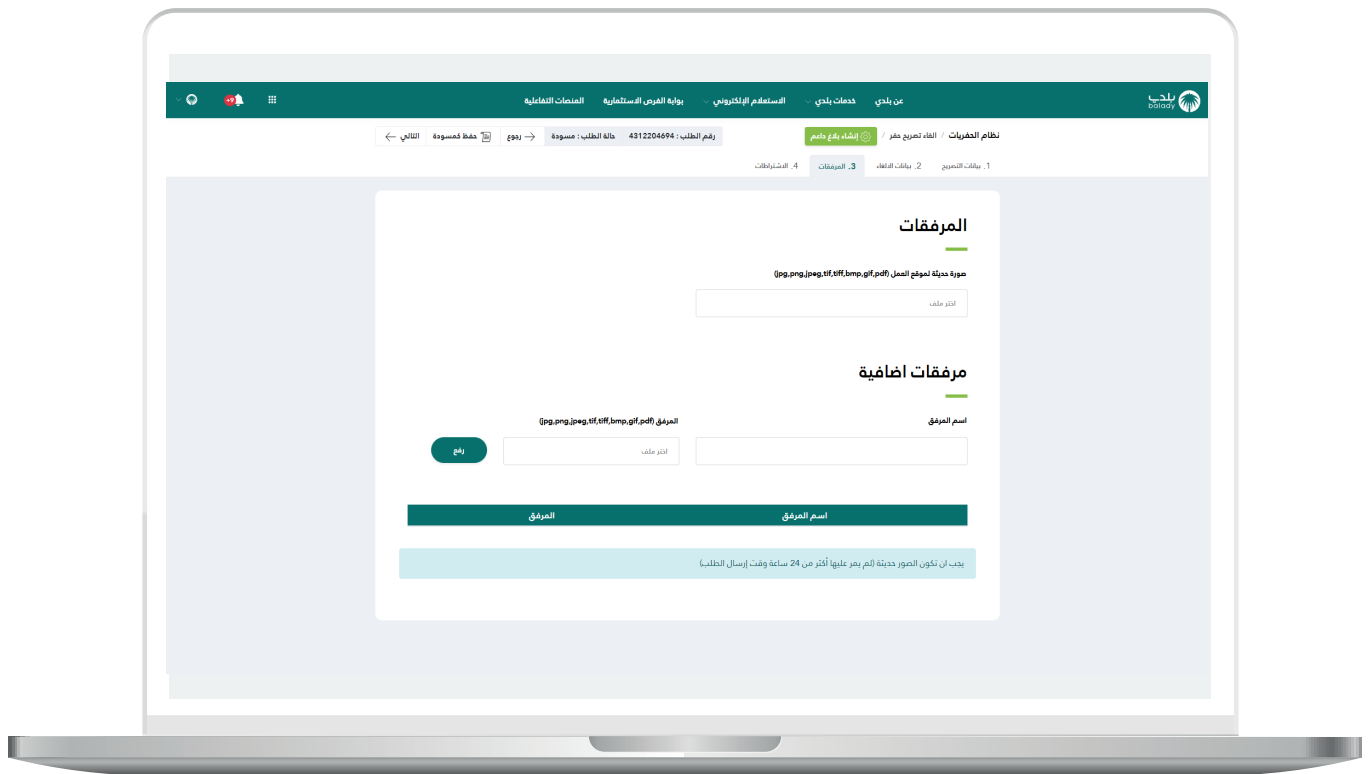 بلدي
balady
عن بلدي خدمات بلدي الاستعلام الإلكتروني بوابة الفرص الاستثمارية المنصات التفاعلية
+9
نظام الحفريات / الغاء تصريح حفر / إنشاء بلاغ داعم رقم الطلب : 4312204694 حالة الطلب : مسودة رجوع حفظ كمسودة التالي
1. بيانات التصريح 2. بيانات الالغاء 3. المرفقات 4. الاشتراطات
المرفقات
صورة حديثة لموقع العمل (jpg,png,jpeg,tif,tiff,bmp,gif,pdf)
اختر ملف
مرفقات اضافية
اسم المرفق المرفق (jpg,png,jpeg,tif,tiff,bmp,gif,pdf)
اختر ملف رفع
اسم المرفق المرفق
يجب ان تكون الصور حديثة (لم يمر عليها أكثر من 24 ساعة وقت إرسال الطلب)